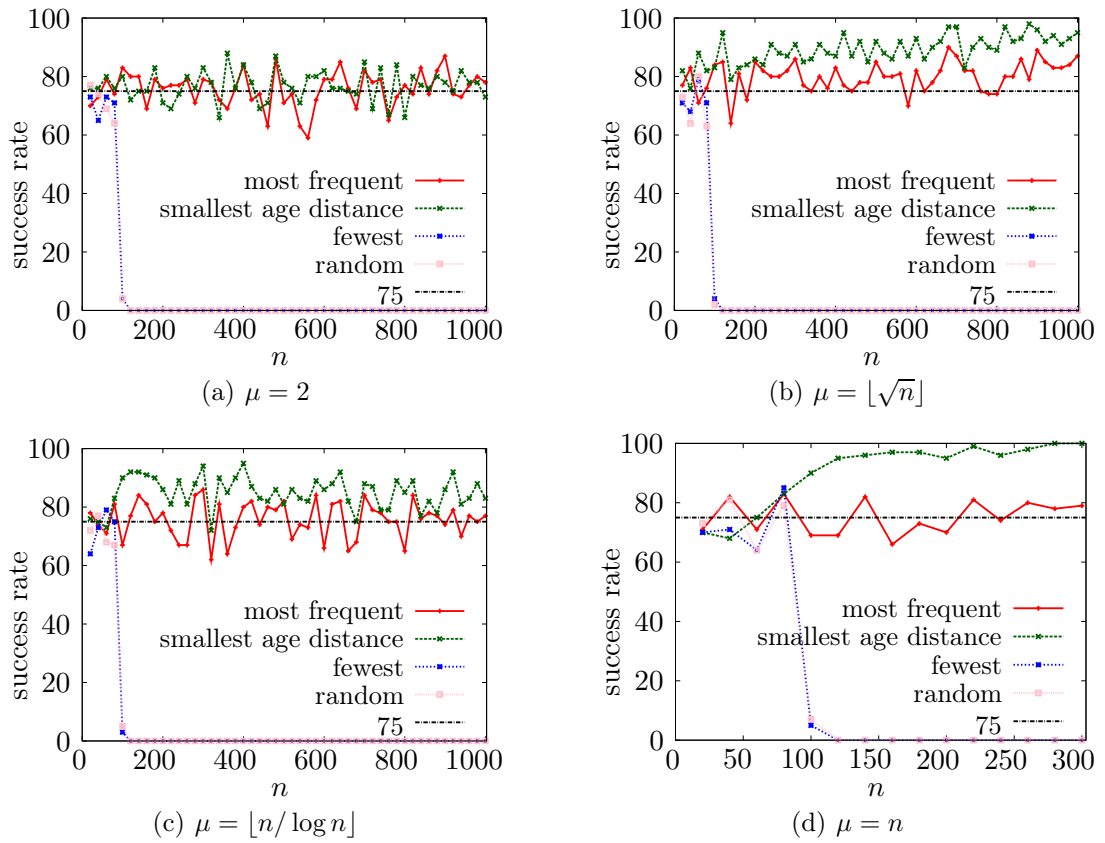 success rate
100
80
60
40
20
0
most frequent
smallest age distance
fewest
random
75
0 200 400 600 800 1000
n
(a) μ = 2
success rate
100
80
60
40
20
0
most frequent
smallest age distance
fewest
random
75
0 200 400 600 800 1000
n
(b) μ = ⌊√n⌋
success rate
100
80
60
40
20
0
most frequent
smallest age distance
fewest
random
75
0 200 400 600 800 1000
n
(c) μ = ⌊n/ log n⌋
success rate
100
80
60
40
20
0
most frequent
smallest age distance
fewest
random
75
0 50 100 150 200 250 300
n
(d) μ = n